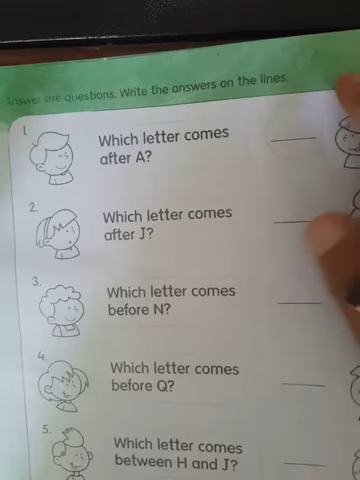 Answer the questions. Write the answers on the lines.
1.
Which letter comes
after A?
2.
Which letter comes
after J?
3.
Which letter comes
before N?
4.
Which letter comes
before Q?
5.
Which letter comes
between H and J?